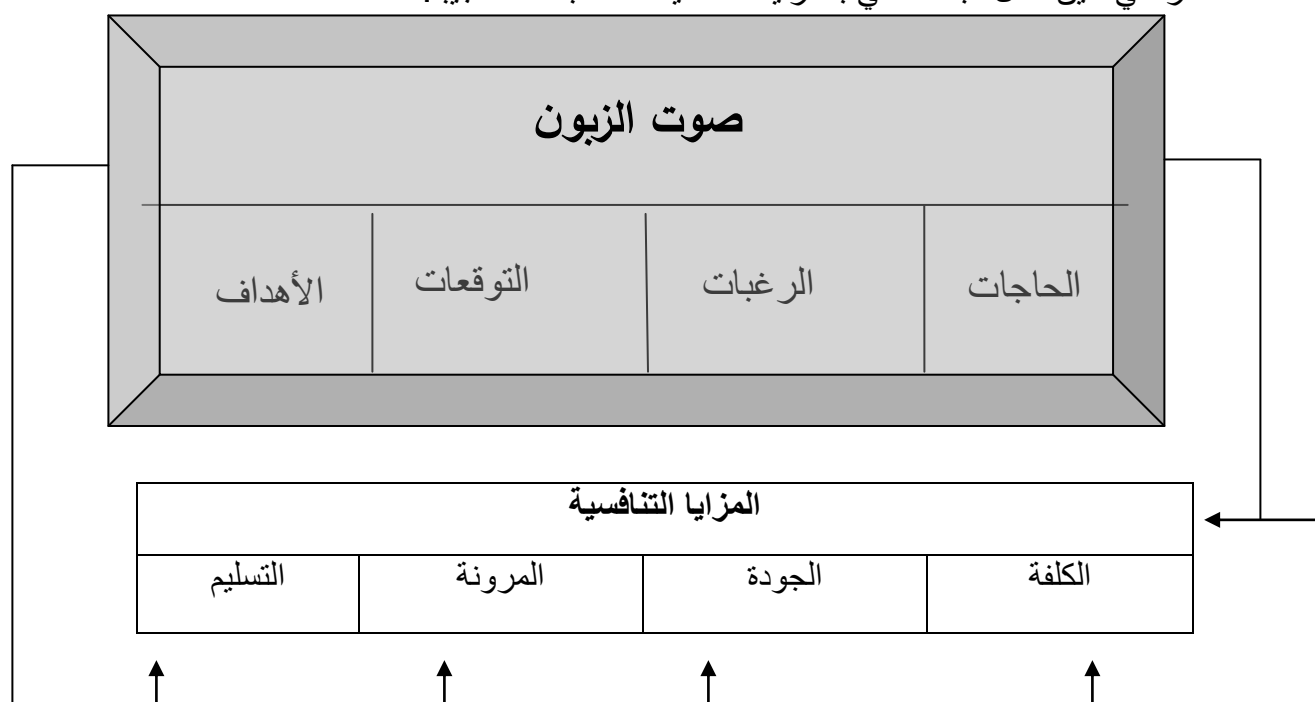 صوت الزبون
الحاجات الرغبات التوقعات الأهداف
المزايا التنافسية
الكلفة الجودة المرونة التسليم